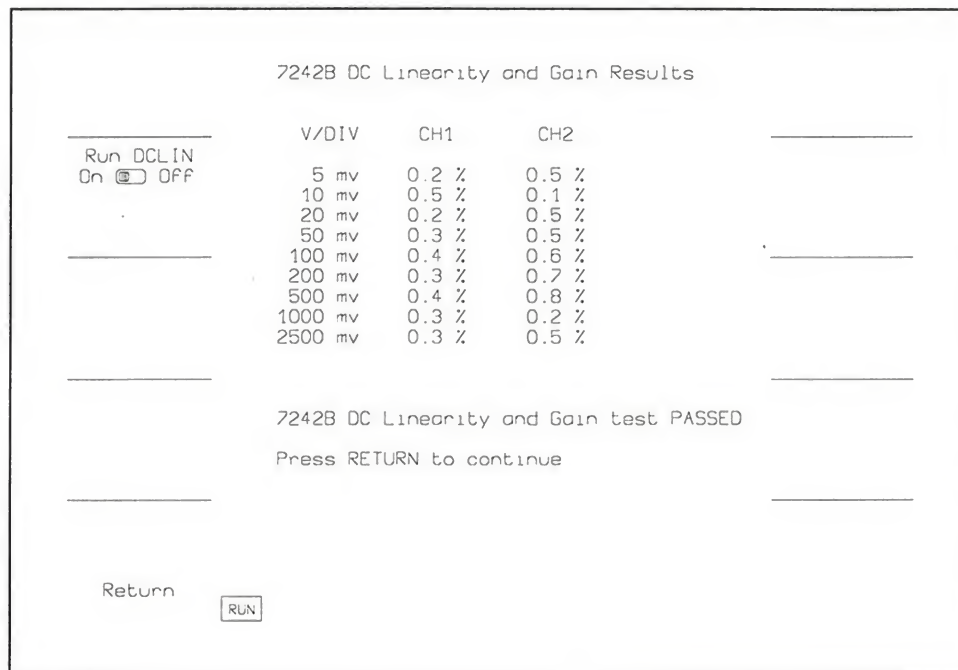 7242B DC Linearity and Gain Results
V/DIV CH1 CH2
Run DCLIN
On Off
5 mv 0.2 % 0.5 %
10 mv 0.5 % 0.1 %
20 mv 0.2 % 0.5 %
50 mv 0.3 % 0.5 %
100 mv 0.4 % 0.6 %
200 mv 0.3 % 0.7 %
500 mv 0.4 % 0.8 %
1000 mv 0.3 % 0.2 %
2500 mv 0.3 % 0.5 %
7242B DC Linearity and Gain test PASSED
Press RETURN to continue
Return
RUN